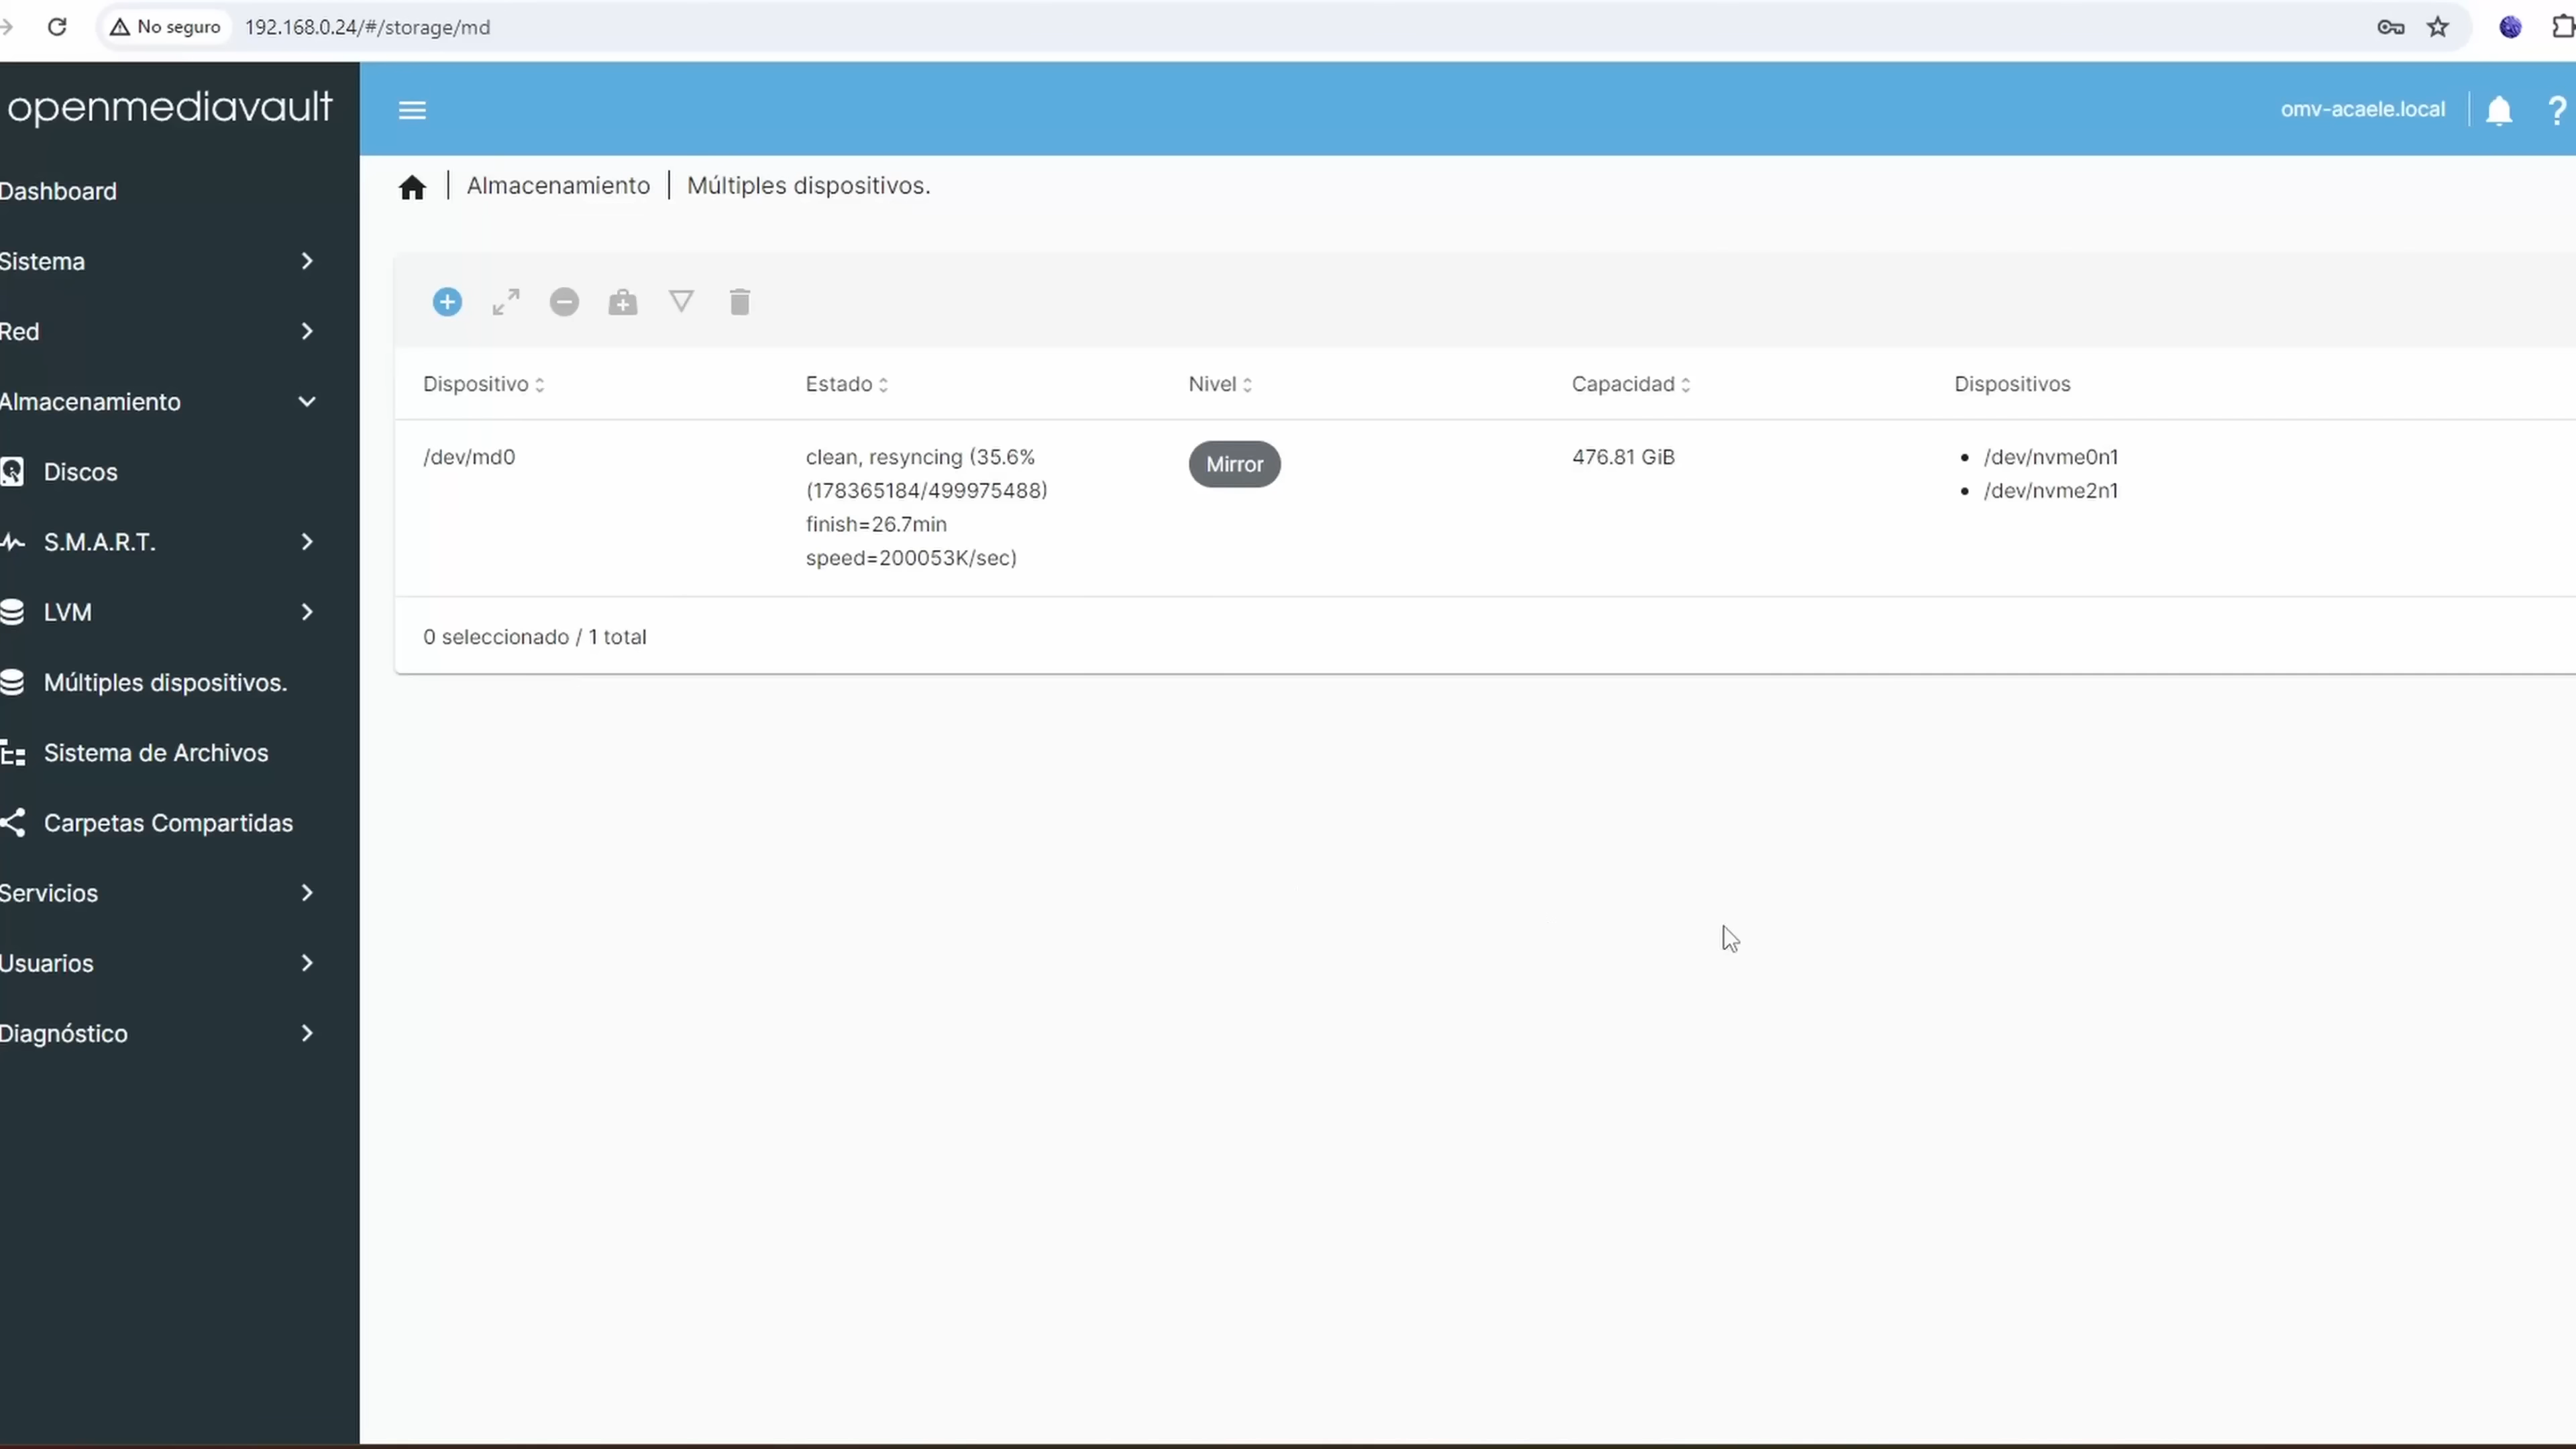 No seguro
192.168.0.24/#/storage/md
openmediavault
omv-acaele.local
?
Almacenamiento | Múltiples dispositivos.
Dashboard
Sistema
Red
Almacenamiento
Discos
S.M.A.R.T.
LVM
Múltiples dispositivos.
Sistema de Archivos
Carpetas Compartidas
Servicios
Usuarios
Diagnóstico
Dispositivo Estado Nivel Capacidad Dispositivos
/dev/md0
clean, resyncing (35.6%
(178365184/499975488)
finish=26.7min
speed=200053K/sec)
Mirror
476.81 GiB
• /dev/nvme0n1
• /dev/nvme2n1
0 seleccionado / 1 total